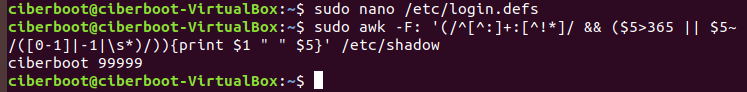 ciberboot@ciberboot-VirtualBox:~$ sudo nano /etc/login.defs
ciberboot@ciberboot-VirtualBox:~$ sudo awk -F: '(/^[^:]+:[^!*]/ && ($5>365 || $5~
/([0-1]|-1|\s*)/)){print $1 " " $5}' /etc/shadow
ciberboot 99999
ciberboot@ciberboot-VirtualBox:~$